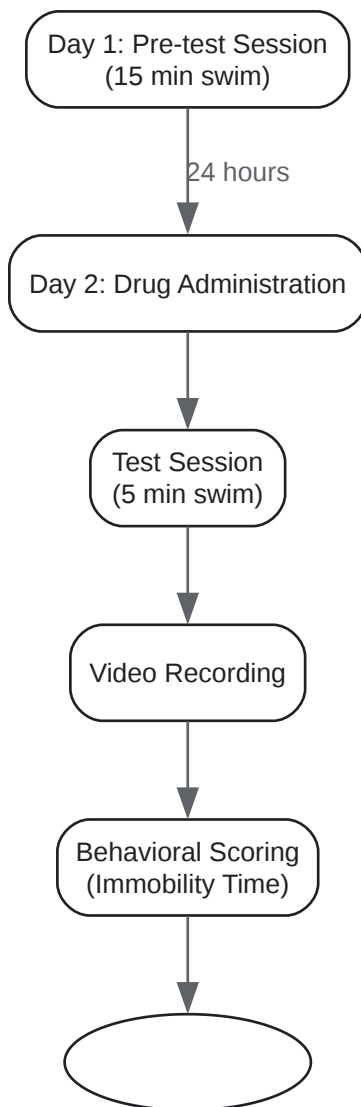 Day 1: Pre-test Session
(15 min swim)
24 hours
Day 2: Drug Administration
Test Session
(5 min swim)
Video Recording
Behavioral Scoring
(Immobility Time)